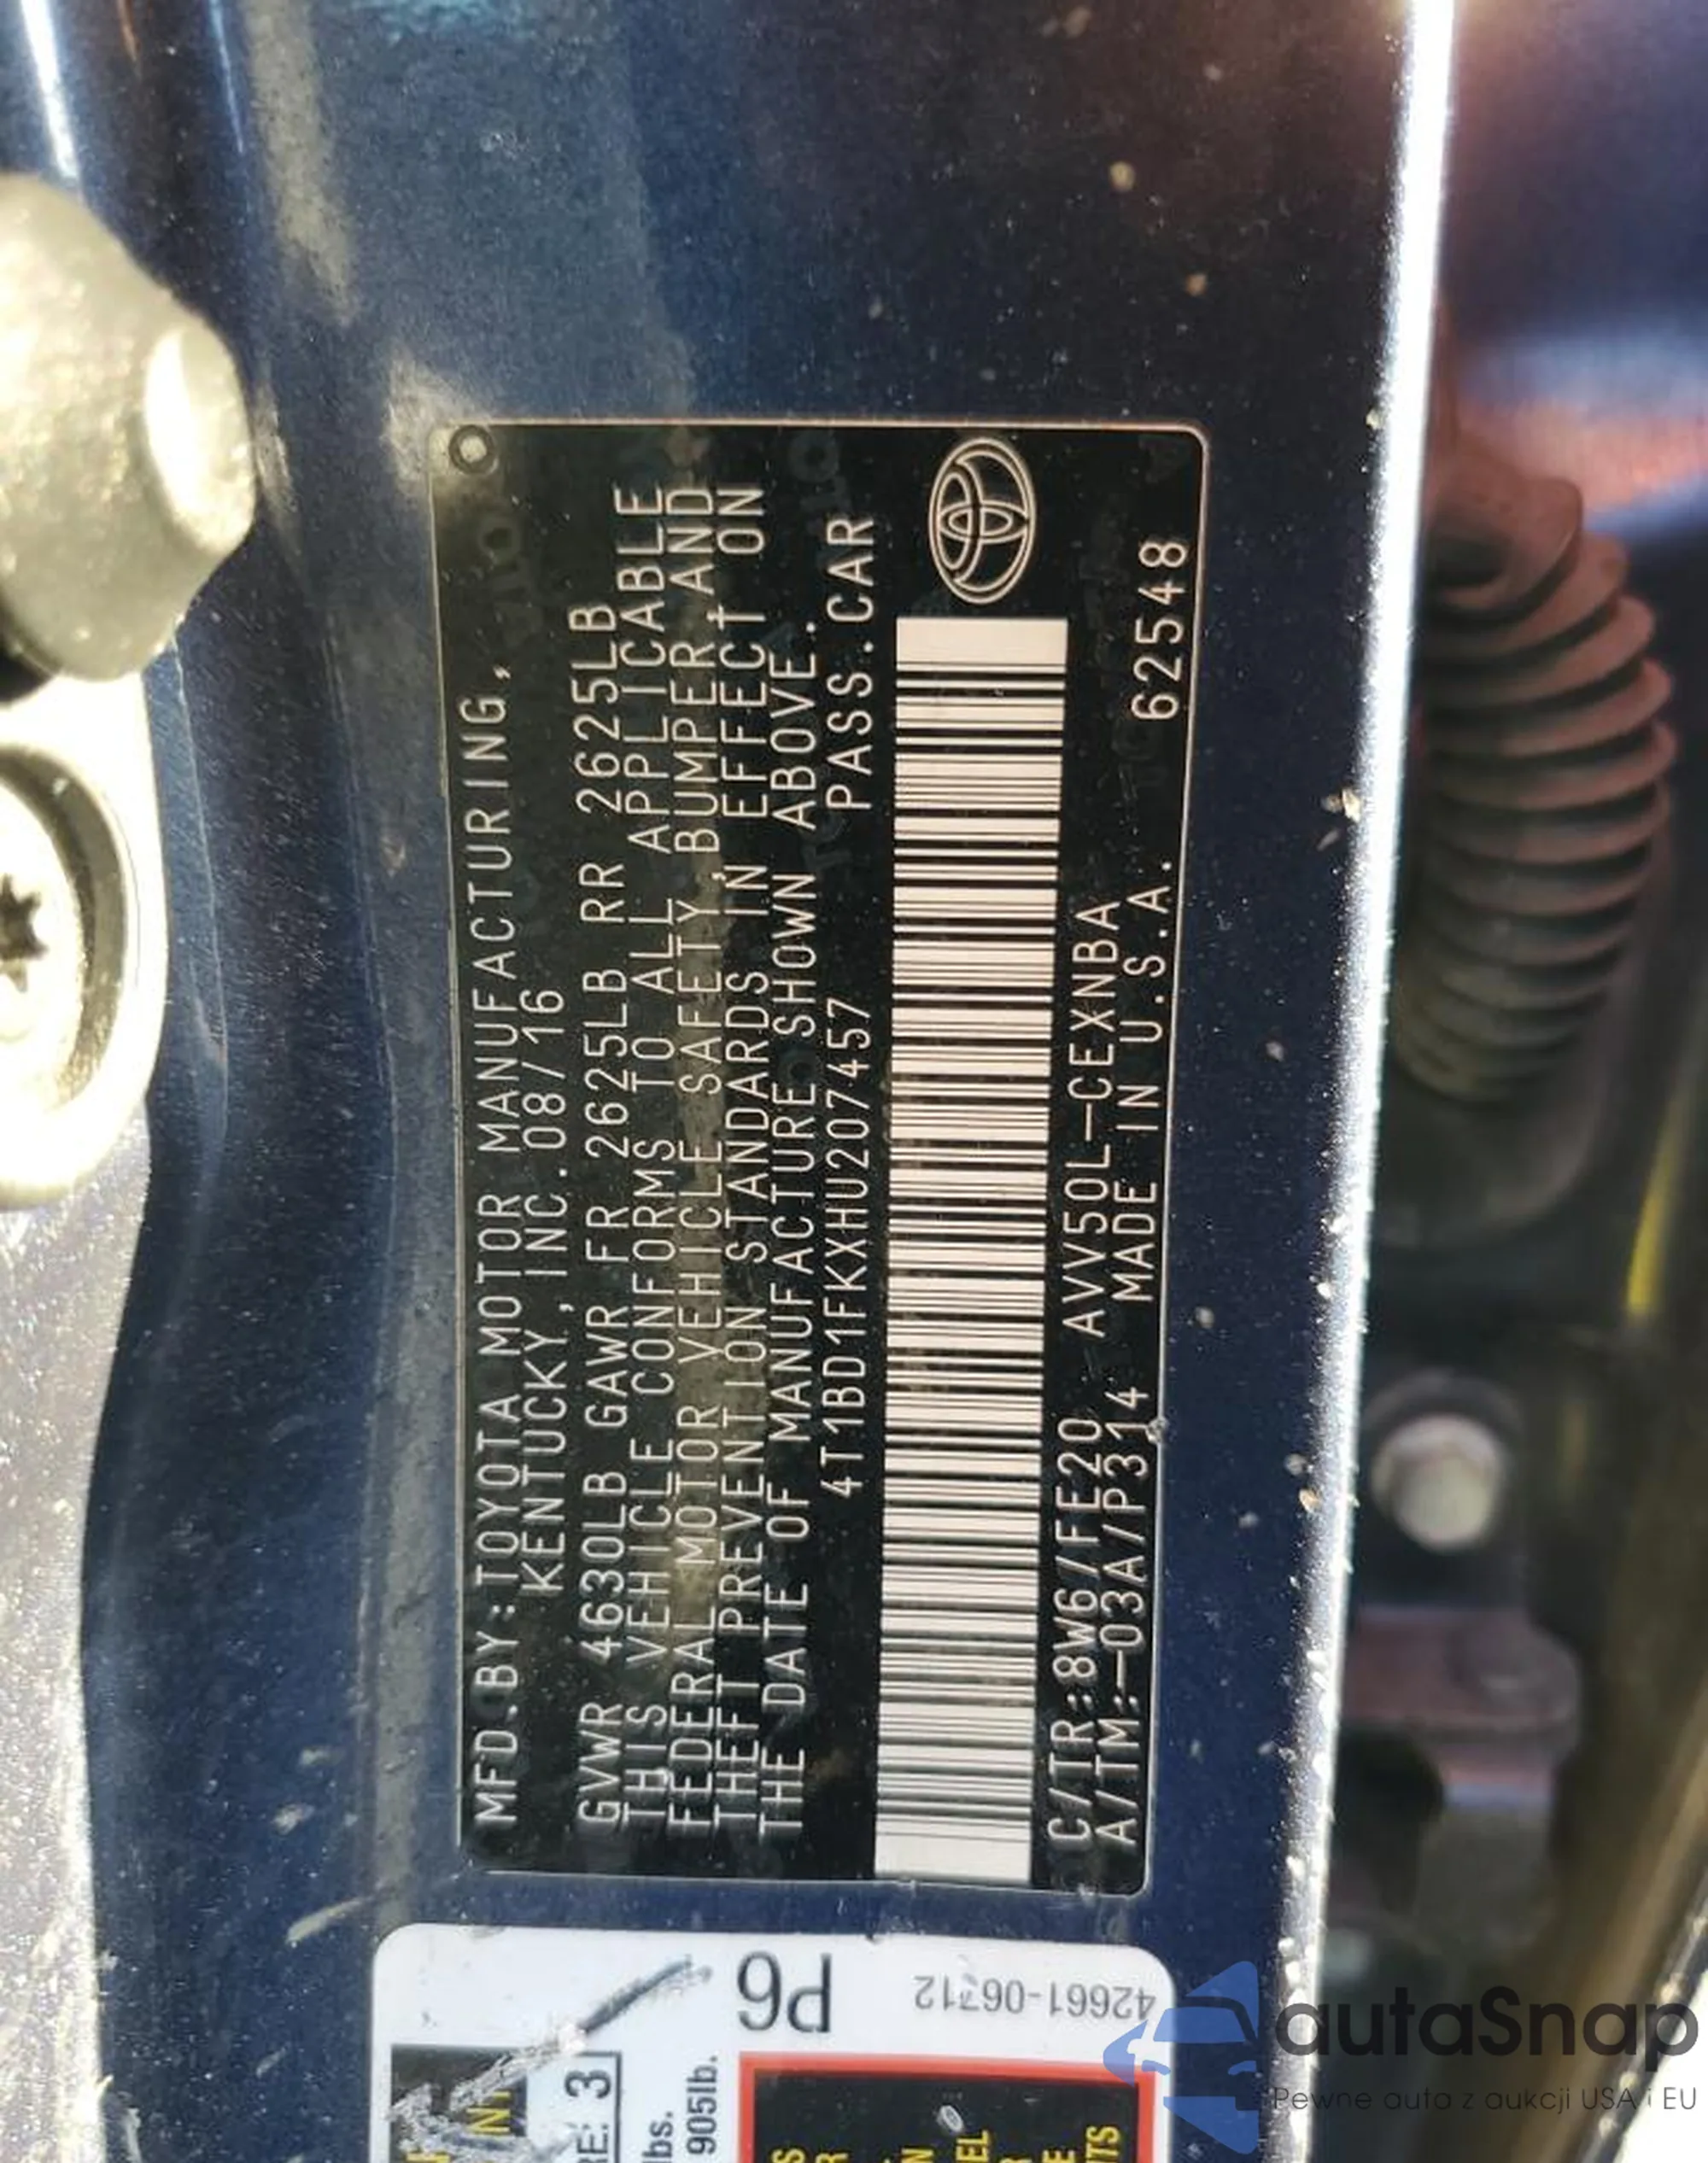 MFD.BY:TOYOTA MOTOR MANUFACTURING,
KENTUCKY, INC.08/16
GVWR 4630LB GAWR FR 2625LB RR 2625LB
THIS VEHICLE CONFORMS TO ALL APPLICABLE
FEDERAL MOTOR VEHICLE SAFETY,BUMPER AND
THEFT PREVENTION STANDARDS IN EFFECT ON
THE DATE OF MANUFACTURE SHOWN ABOVE.
4T1BD1FKXHU207457 PASS.CAR
C/TR:8W6/FE20 AVV50L-CEXNBA
A/TM:-03A/P314 MADE IN U.S.A. 62548
P6
42661-06712
3
905lb.
autaSnap
Pewne auta z aukcji USA i EU